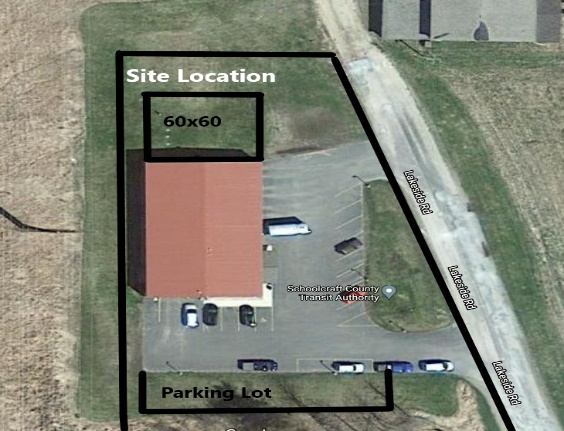 Site Location
60x60
Lakeside Rd
Lakeside Rd
Schoolcraft County
Transit Authority
Lakeside Rd
Parking Lot